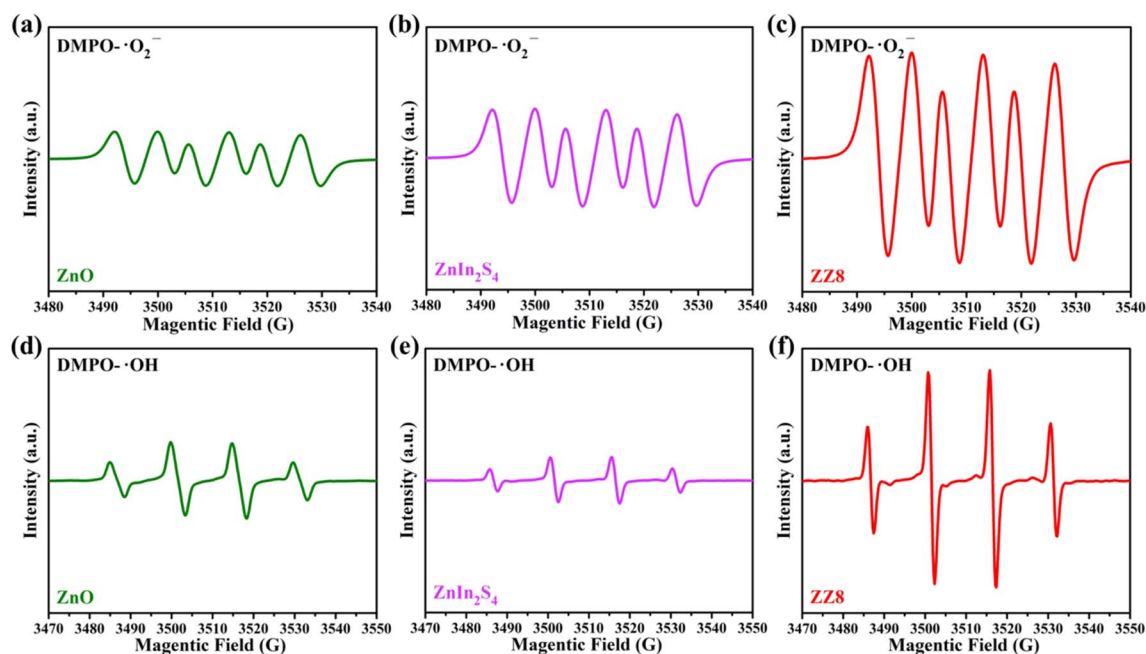 (a)
DMPO- ·O₂⁻
Intensity (a.u.)
ZnO
3480 3490 3500 3510 3520 3530 3540
Magentic Field (G)
(b)
DMPO- ·O₂⁻
Intensity (a.u.)
ZnIn₂S₄
3480 3490 3500 3510 3520 3530 3540
Magentic Field (G)
(c)
DMPO- ·O₂⁻
Intensity (a.u.)
ZZ8
3480 3490 3500 3510 3520 3530 3540
Magentic Field (G)
(d)
DMPO- ·OH
Intensity (a.u.)
ZnO
3470 3480 3490 3500 3510 3520 3530 3540 3550
Magentic Field (G)
(e)
DMPO- ·OH
Intensity (a.u.)
ZnIn₂S₄
3470 3480 3490 3500 3510 3520 3530 3540 3550
Magentic Field (G)
(f)
DMPO- ·OH
Intensity (a.u.)
ZZ8
3470 3480 3490 3500 3510 3520 3530 3540 3550
Magentic Field (G)